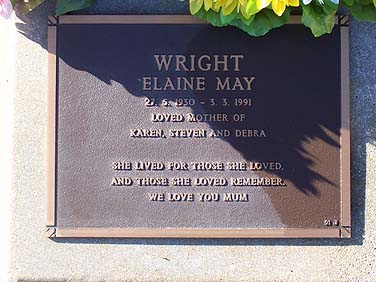 WRIGHT
ELAINE MAY
27. 5. 1930 – 3. 3. 1991
LOVED MOTHER OF
KAREN, STEVEN AND DEBRA
SHE LIVED FOR THOSE SHE LOVED,
AND THOSE SHE LOVED REMEMBER.
WE LOVE YOU MUM